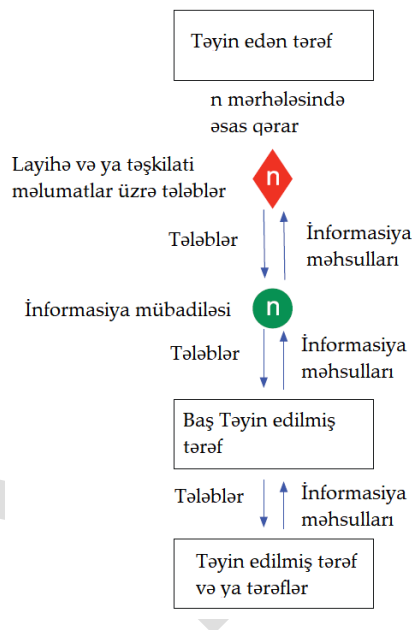 Təyin edən tərəf
n mərhələsində
əsas qərar
Layihə və ya təşkilati
məlumatlar üzrə tələblər
n
Tələblər
İnformasiya
məhsulları
İnformasiya mübadiləsi
n
Tələblər
İnformasiya
məhsulları
Baş Təyin edilmiş
tərəf
Tələblər
İnformasiya
məhsulları
Təyin edilmiş tərəf
və ya tərəflər